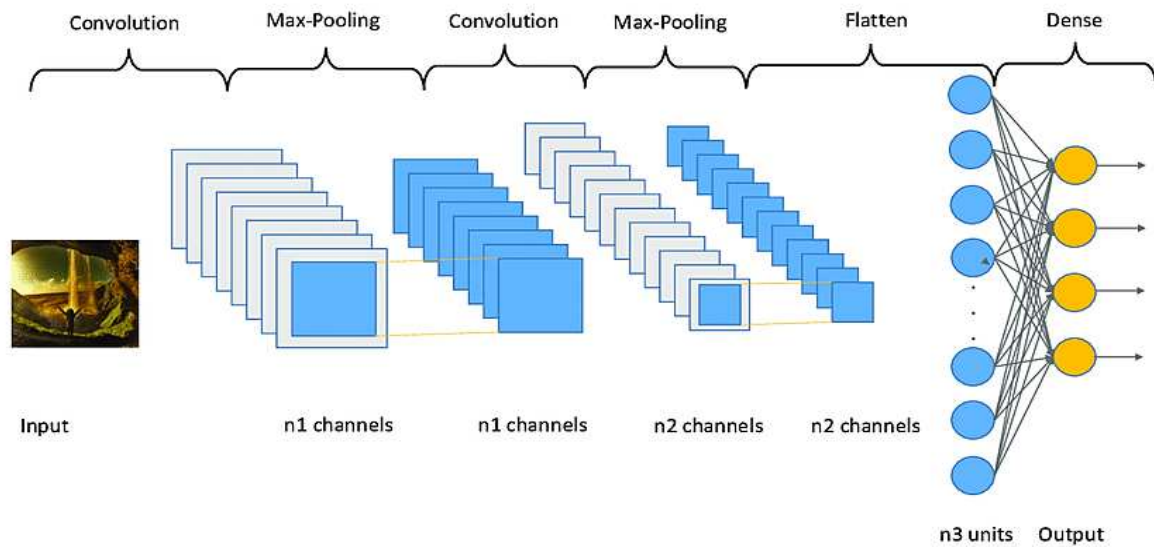 Convolution Max-Pooling Convolution Max-Pooling Flatten Dense
Input n1 channels n1 channels n2 channels n2 channels
n3 units Output